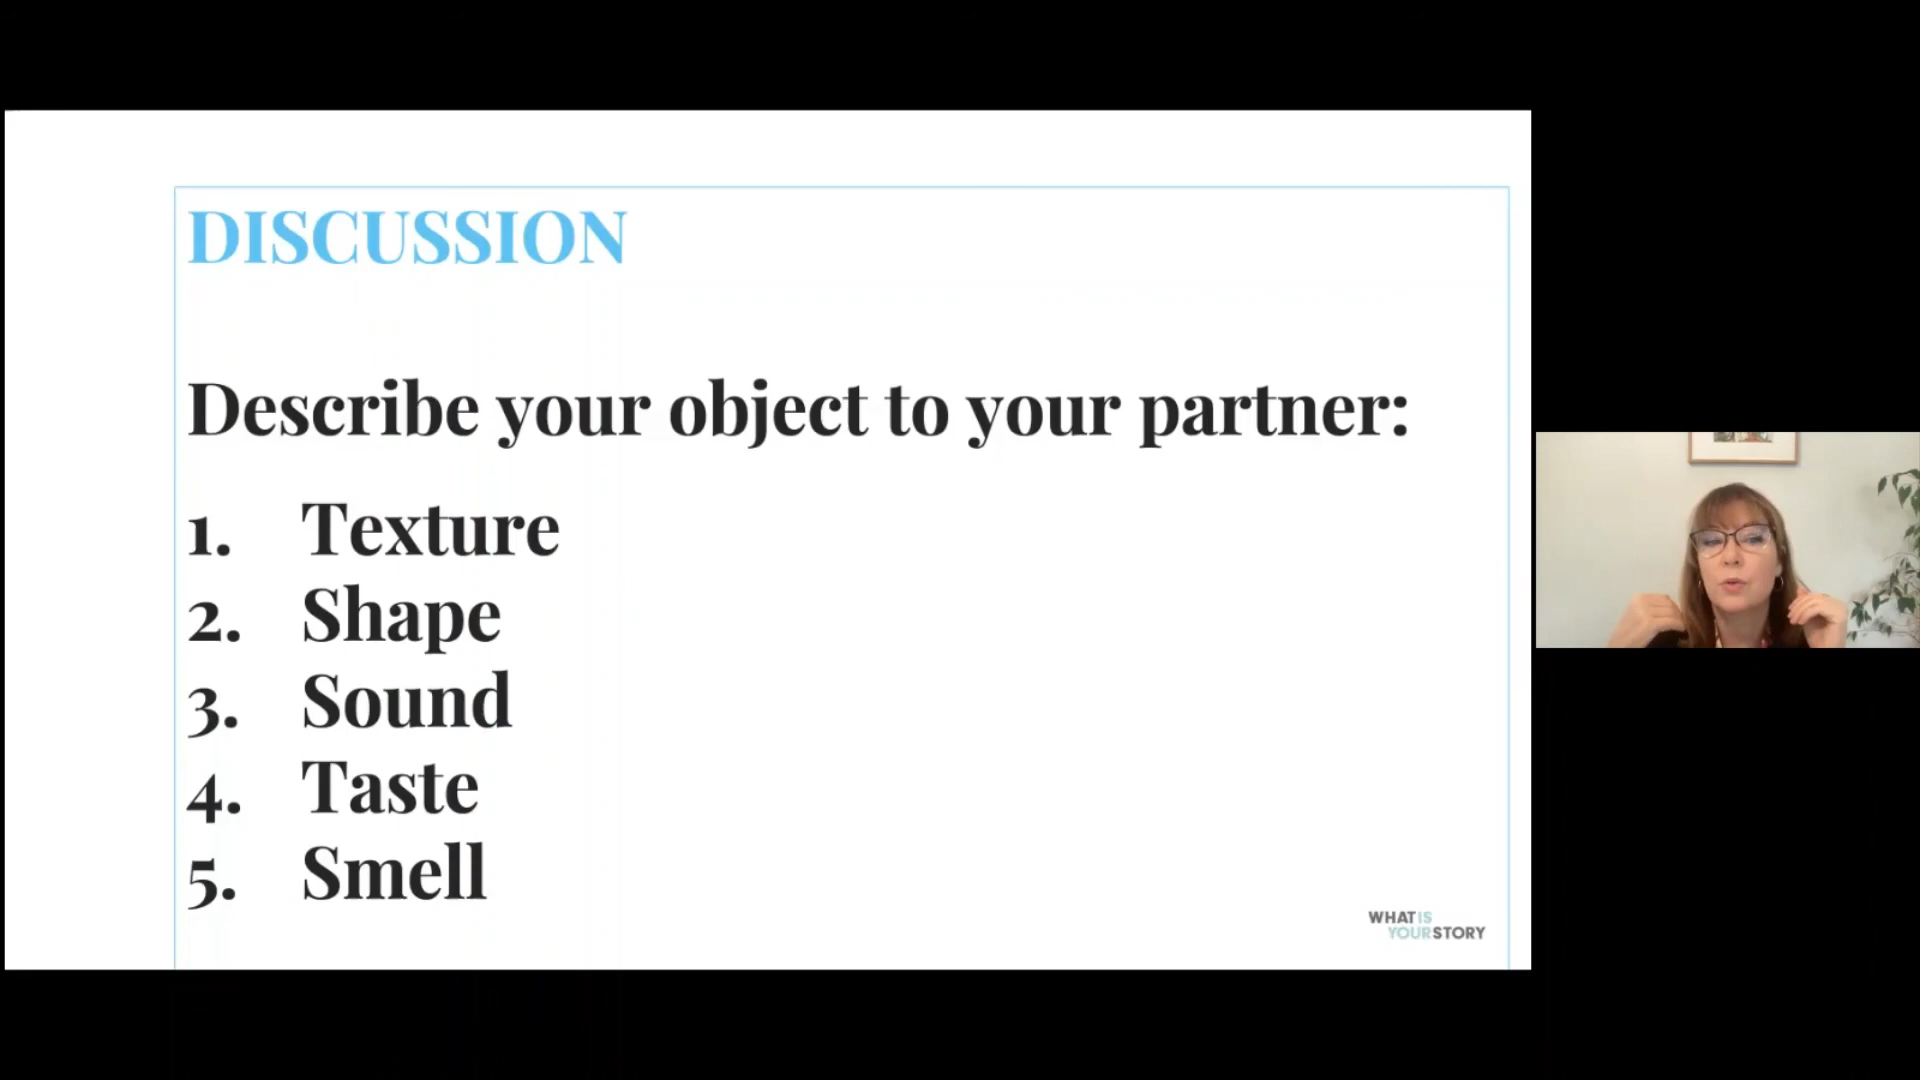 DISCUSSION
Describe your object to your partner:
1. Texture
2. Shape
3. Sound
4. Taste
5. Smell
WHAT IS
YOUR STORY